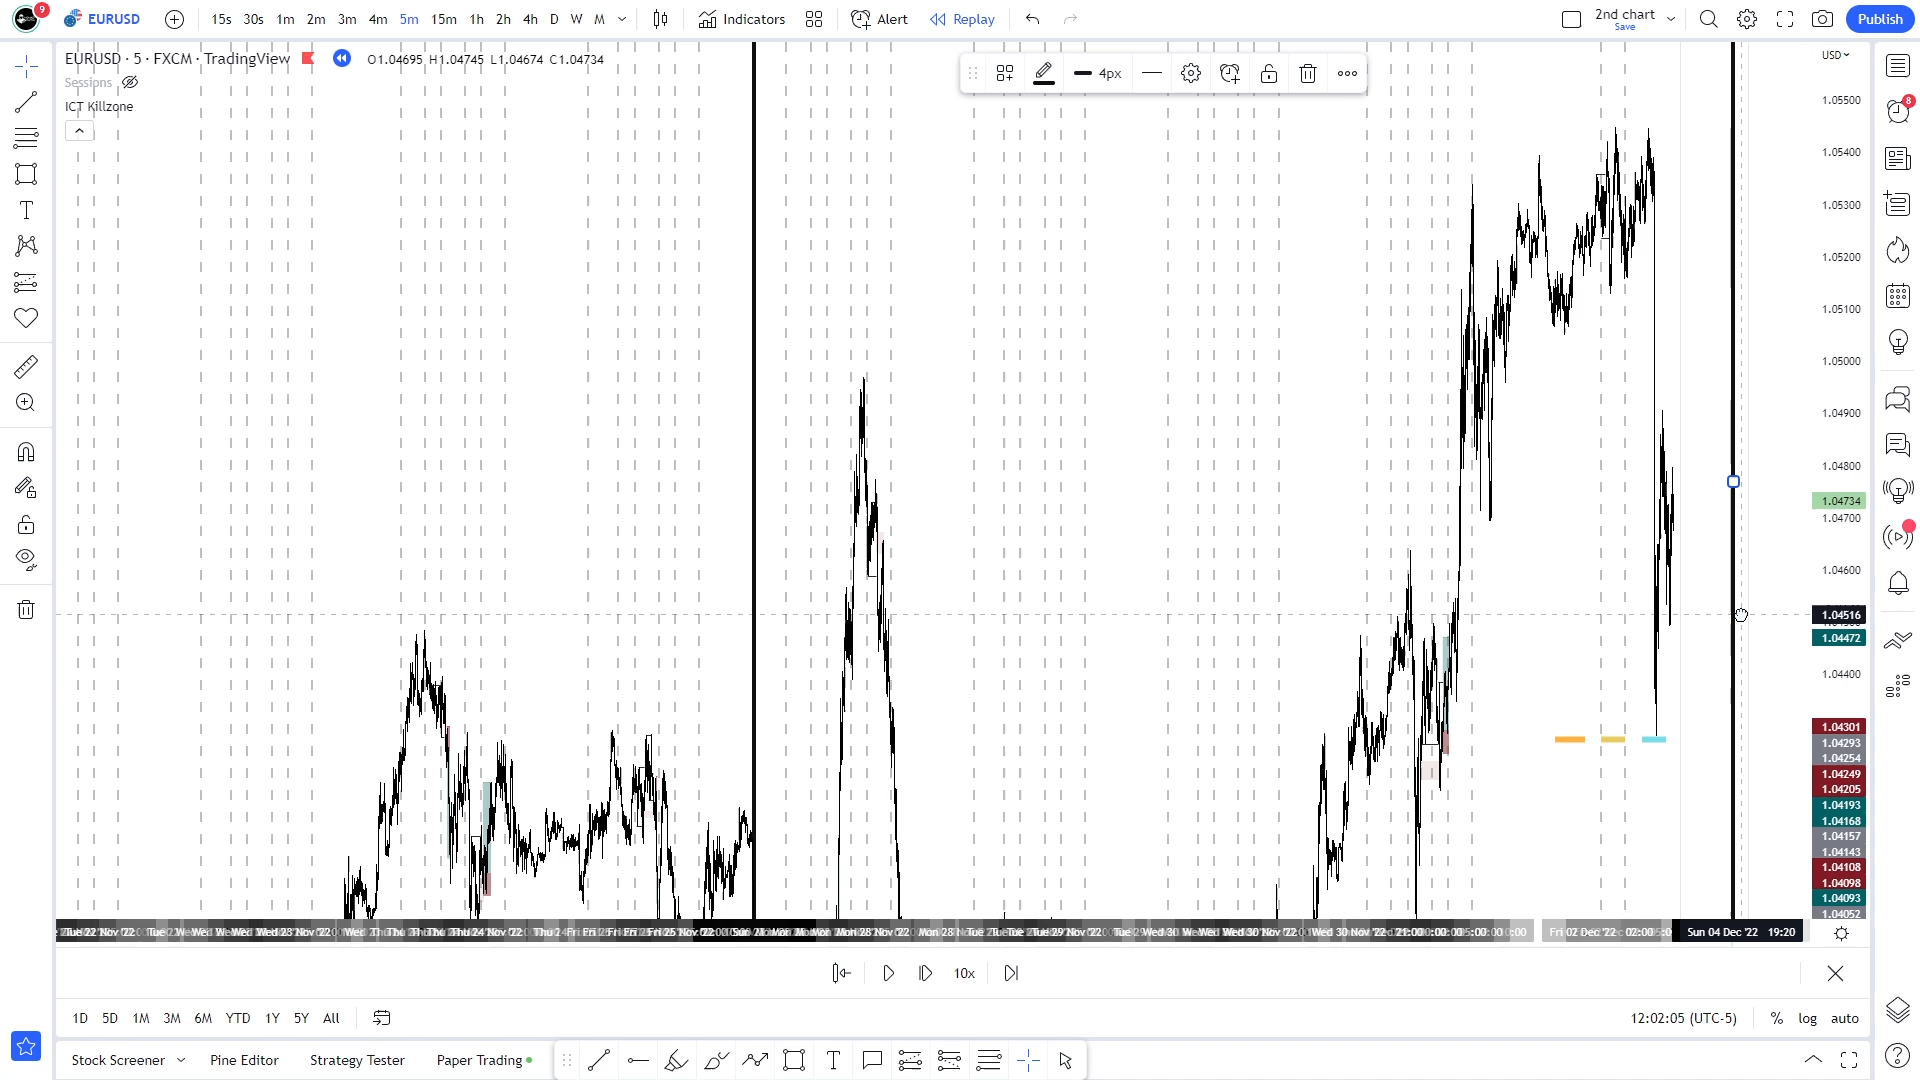 9 EURUSD 15s 30s 1m 2m 3m 4m 5m 15m 1h 2h 4h D W M Indicators Alert Replay 2nd chart Save Publish
EURUSD · 5 · FXCM · TradingView O1.04695 H1.04745 L1.04674 C1.04734
4px
USD
Sessions
ICT Killzone
8
1.05500
1.05400
1.05300
1.05200
1.05100
1.05000
1.04900
1.04800
1.04734
1.04700
1.04600
1.04516
1.04472
1.04400
1.04301
1.04293
1.04254
1.04249
1.04205
1.04193
1.04168
1.04157
1.04143
1.04108
1.04098
1.04093
1.04052
Sun 04 Dec '22 19:20
10x
1D 5D 1M 3M 6M YTD 1Y 5Y All 12:02:05 (UTC-5) % log auto
Stock Screener Pine Editor Strategy Tester Paper Trading